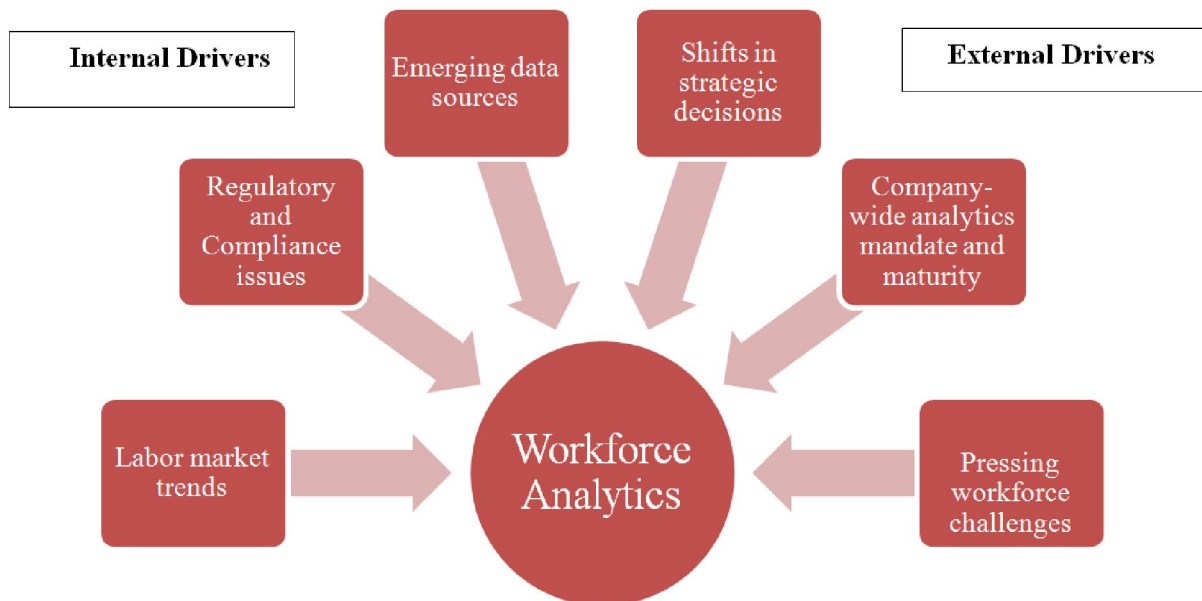 Internal Drivers
External Drivers
Emerging data
sources
Shifts in
strategic
decisions
Regulatory
and
Compliance
issues
Company-
wide analytics
mandate and
maturity
Labor market
trends
Workforce
Analytics
Pressing
workforce
challenges